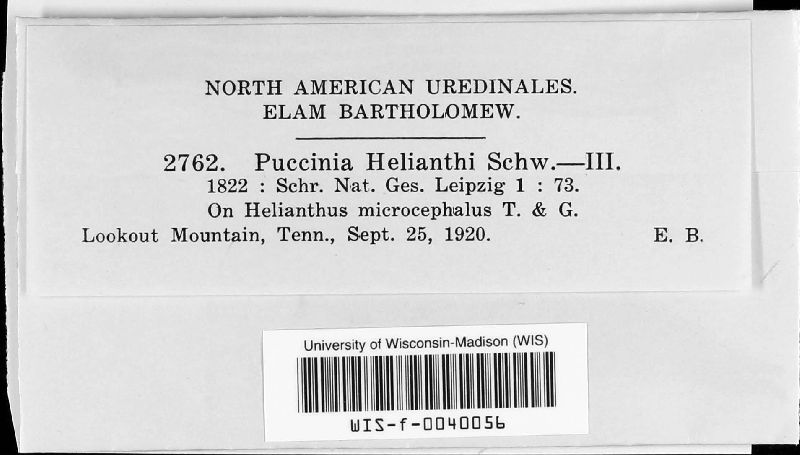 NORTH AMERICAN UREDINALES.
ELAM BARTHOLOMEW.
2762. Puccinia Helianthi Schw.—III.
1822 : Schr. Nat. Ges. Leipzig 1 : 73.
On Helianthus microcephalus T. & G.
Lookout Mountain, Tenn., Sept. 25, 1920. E. B.
University of Wisconsin-Madison (WIS)
WIS-f-0040056